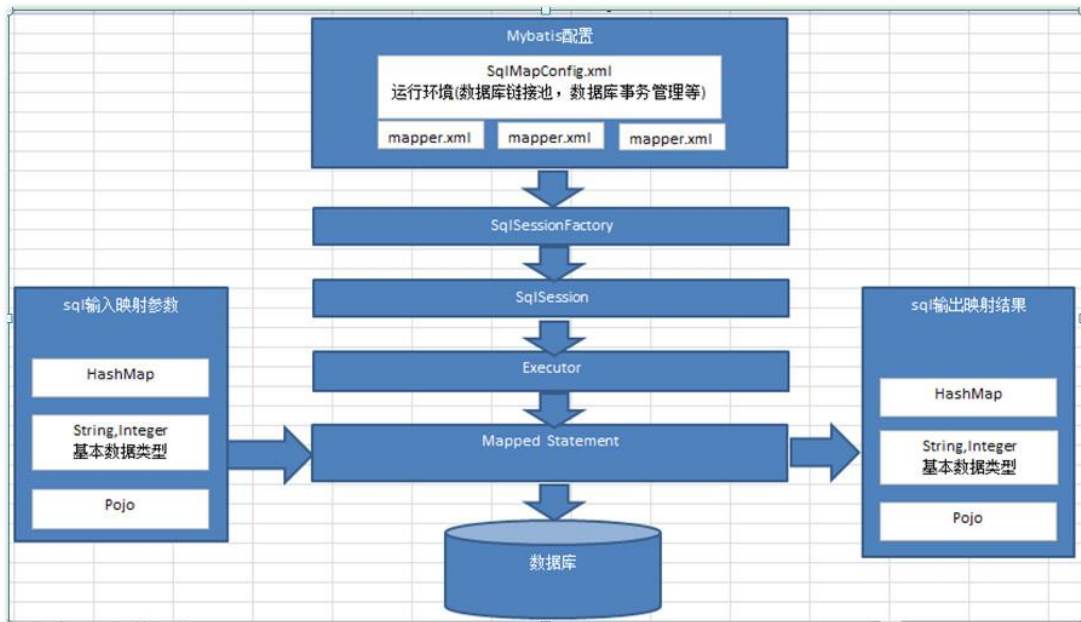 Mybatis配置
SqlMapConfig.xml
运行环境(数据库链接池，数据库事务管理等)
mapper.xml
mapper.xml
mapper.xml
SqlSessionFactory
SqlSession
Executor
Mapped Statement
数据库
sql输入映射参数
HashMap
String,Integer
基本数据类型
Pojo
sql输出映射结果
HashMap
String,Integer
基本数据类型
Pojo